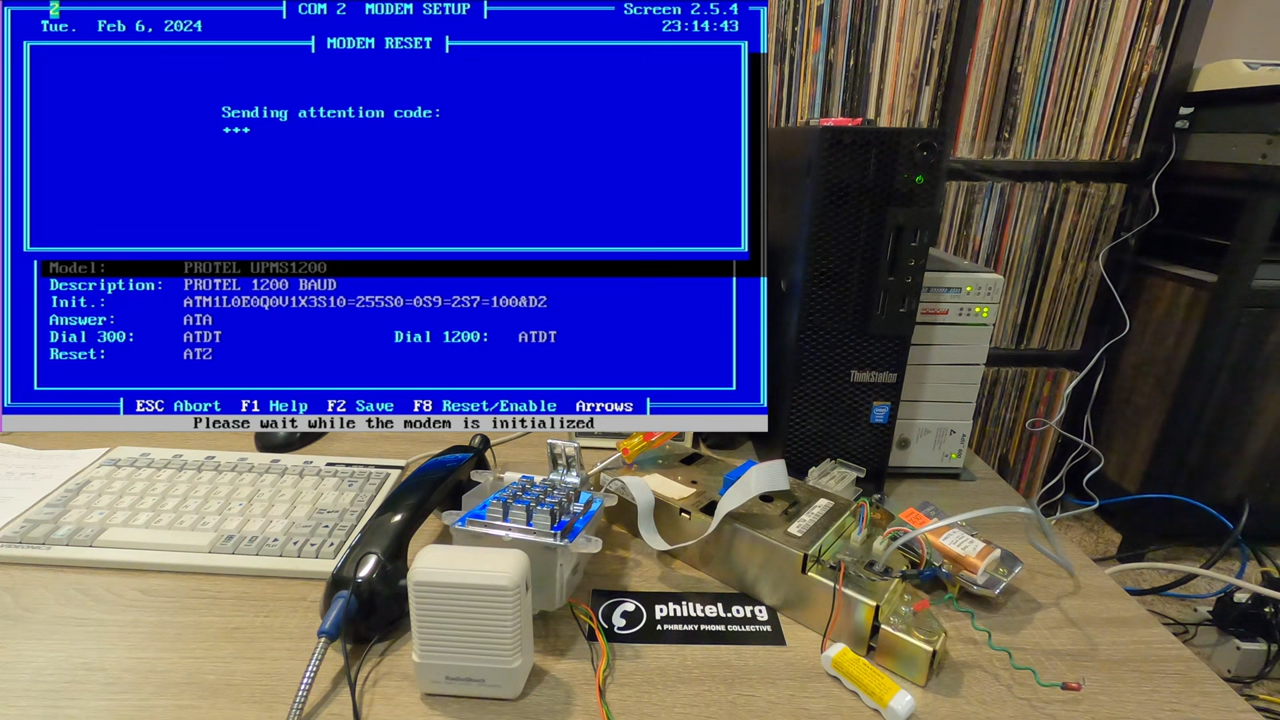 2
COM 2 MODEM SETUP
Screen 2.5.4
Tue. Feb 6, 2024
23:14:43
MODEM RESET
Sending attention code:
+++
Model: PROTEL UPMS1200
Description: PROTEL 1200 BAUD
Init.: ATM1L0E0Q0V1X3S10=255S0=0S9=2S7=100&D2
Answer: ATA
Dial 300: ATDT Dial 1200: ATDT
Reset: ATZ
ESC Abort F1 Help F2 Save F8 Reset/Enable Arrows
Please wait while the modem is initialized
ThinkStation
philtel.org
A PHREAKY PHONE COLLECTIVE
RadioShack